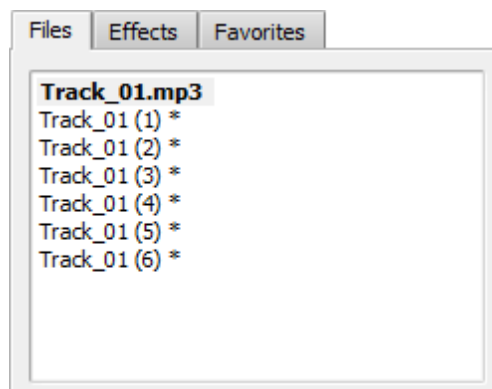 Files Effects Favorites
Track_01.mp3
Track_01 (1) *
Track_01 (2) *
Track_01 (3) *
Track_01 (4) *
Track_01 (5) *
Track_01 (6) *